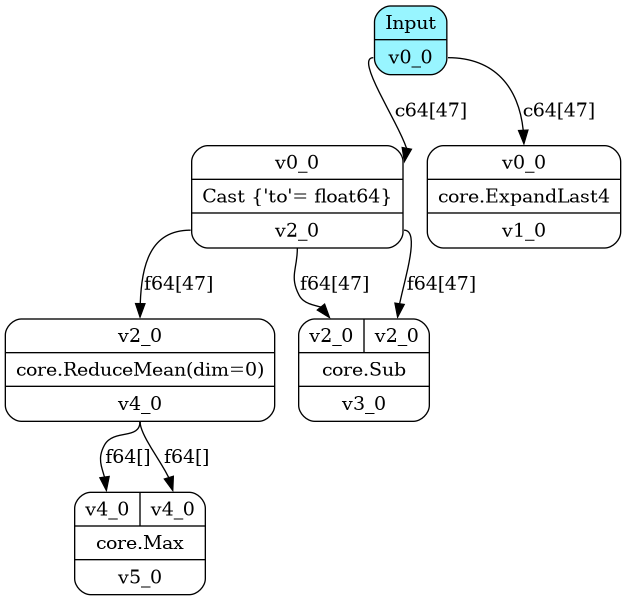 Input
v0_0
c64[47]
c64[47]
v0_0
Cast {'to'= float64}
v2_0
v0_0
core.ExpandLast4
v1_0
f64[47]
f64[47]
f64[47]
v2_0
core.ReduceMean(dim=0)
v4_0
v2_0 v2_0
core.Sub
v3_0
f64[]
f64[]
v4_0 v4_0
core.Max
v5_0